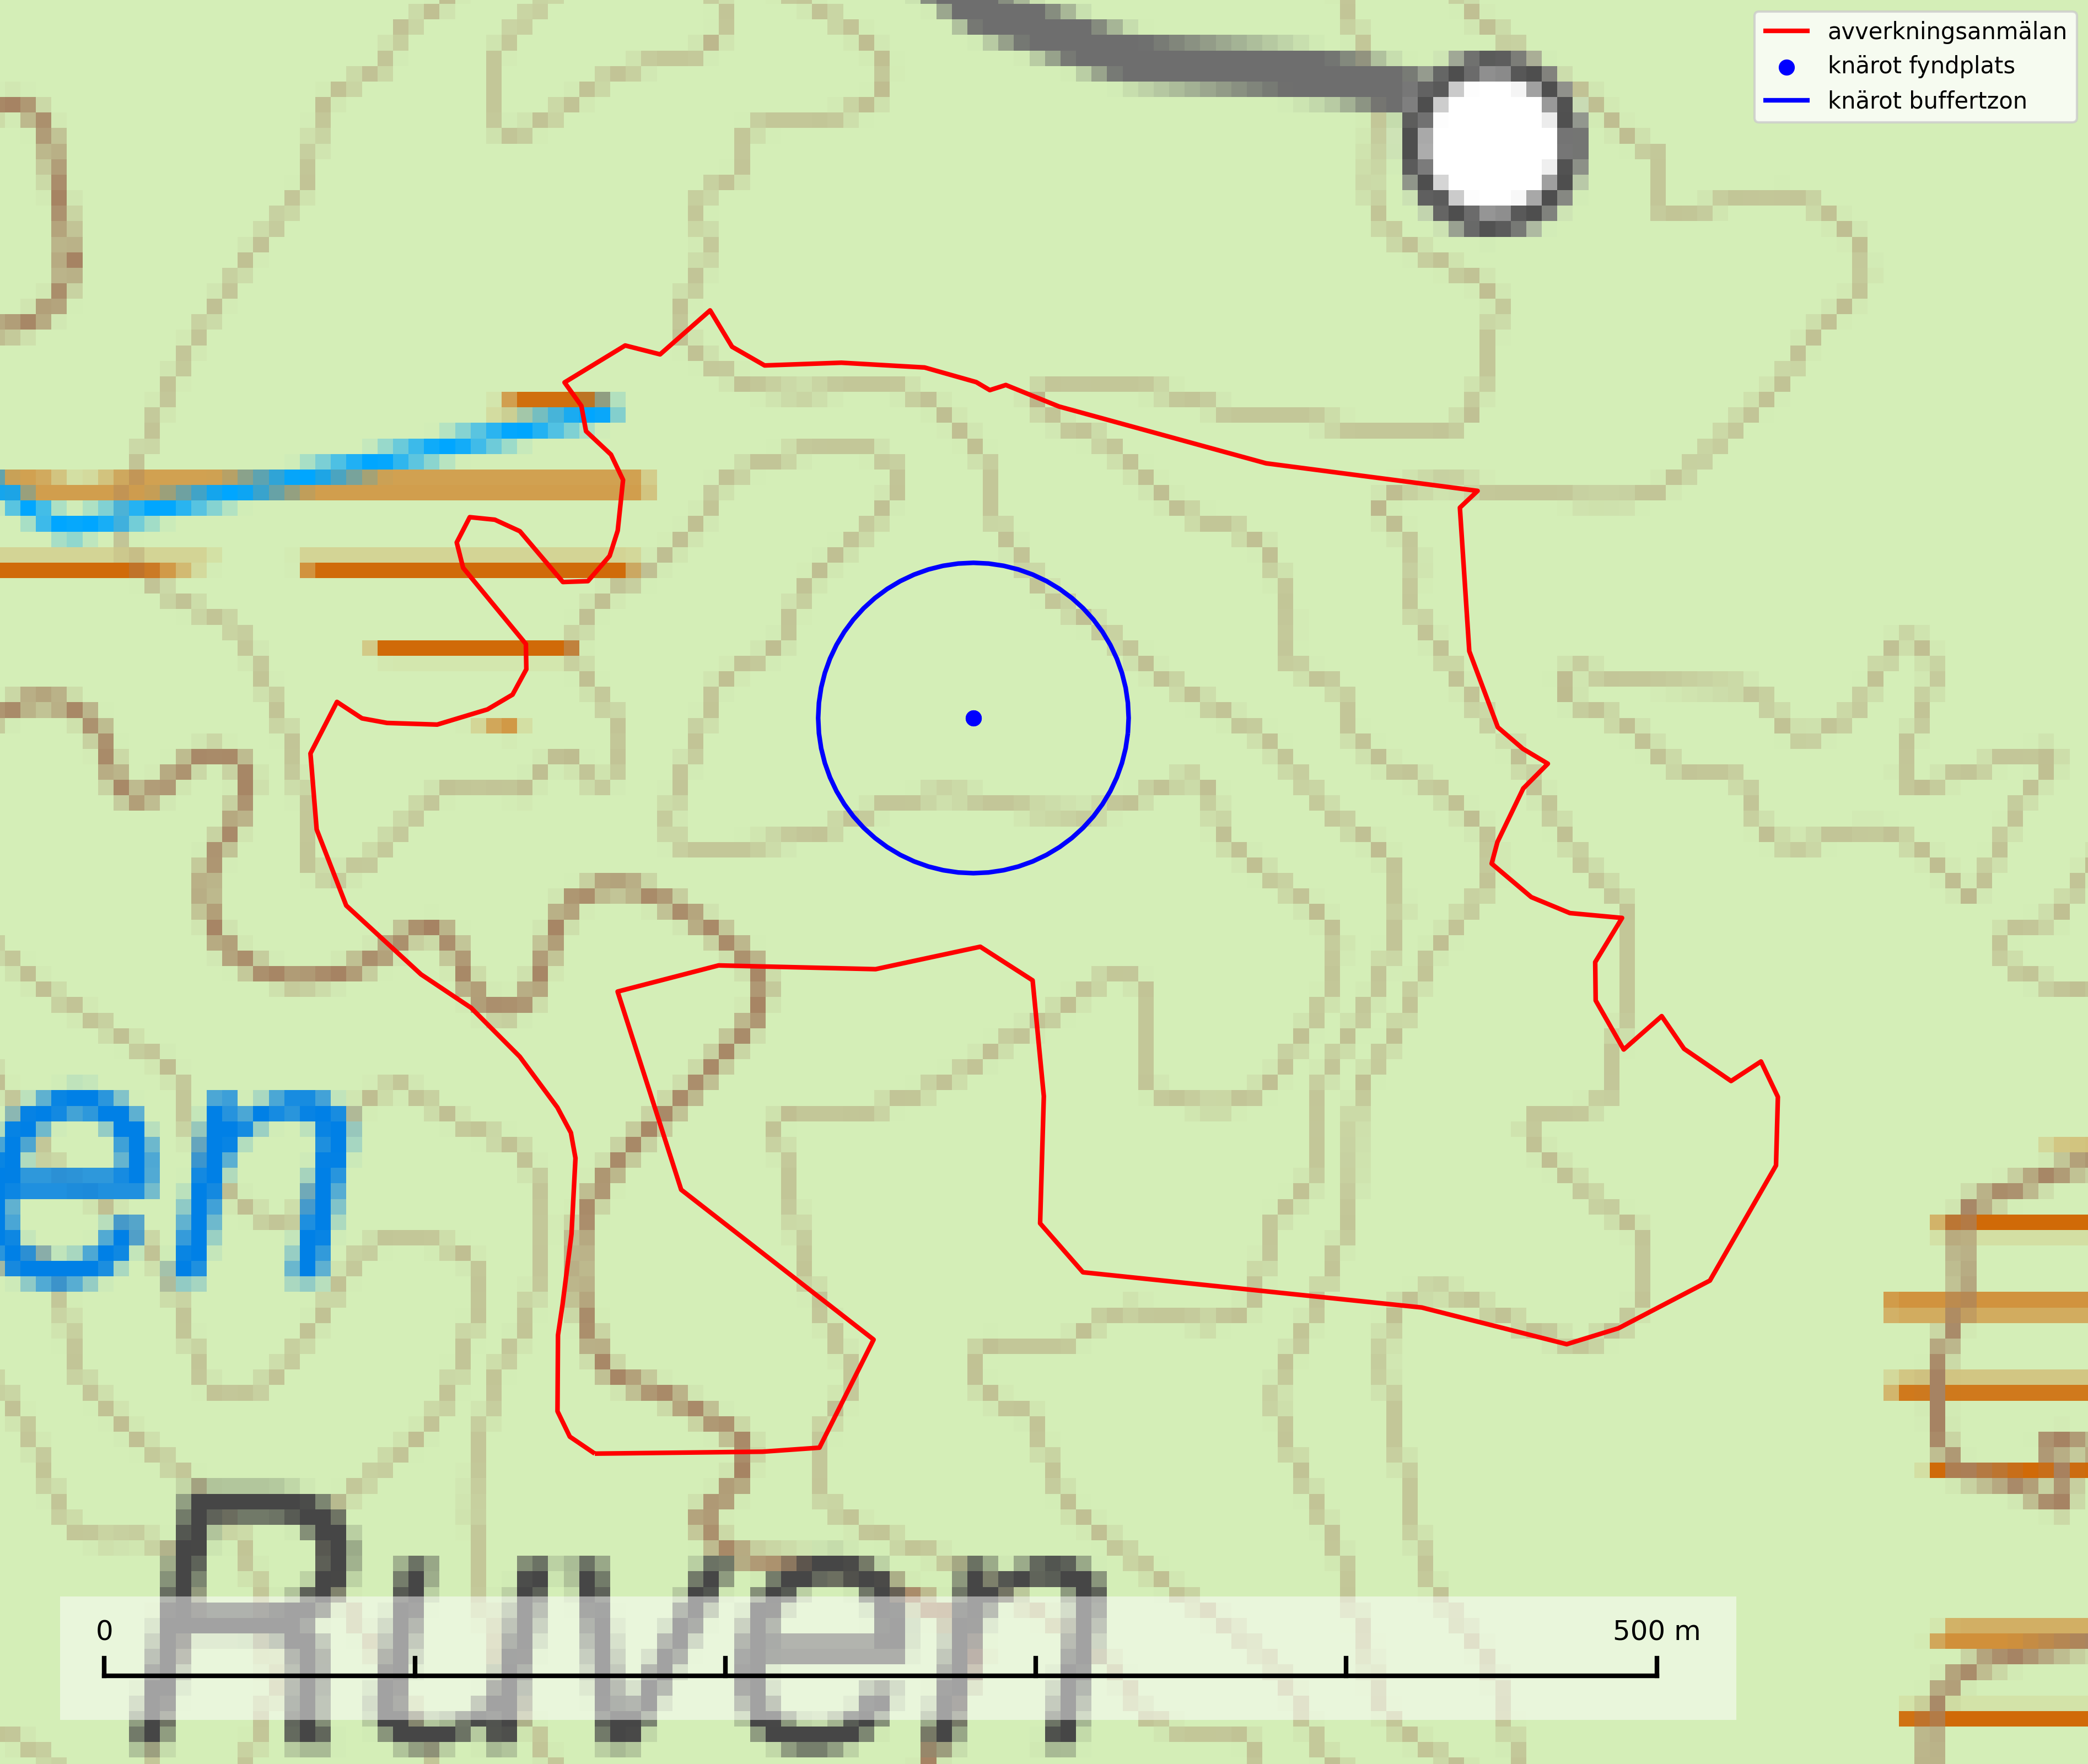 avverkningsanmälan
knärot fyndplats
knärot buffertzon
en
Ruven
0 500 m